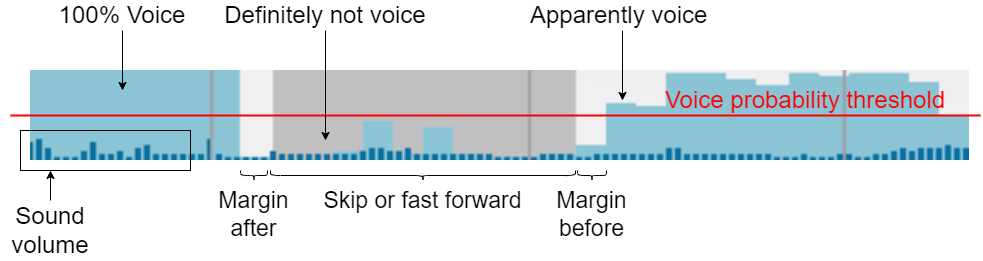 100% Voice
Definitely not voice
Apparently voice
Voice probability threshold
Margin
after
Skip or fast forward
Margin
before
Sound
volume